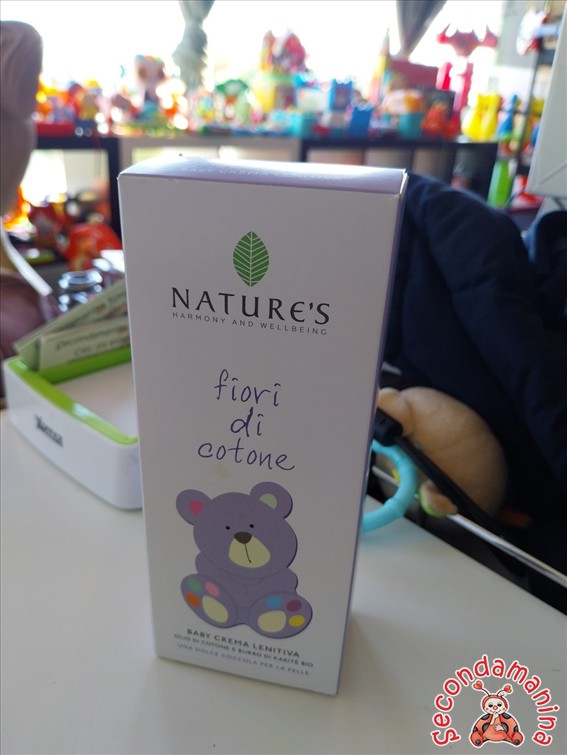 NATURE'S
HARMONY AND WELLBEING
fiori
di
cotone
BABY CREMA LENITIVA
OLIO DI COTONE E BURRO DI KARITÉ BIO
UNA DOLCE COCCOLA PER LA PELLE
secondamanina